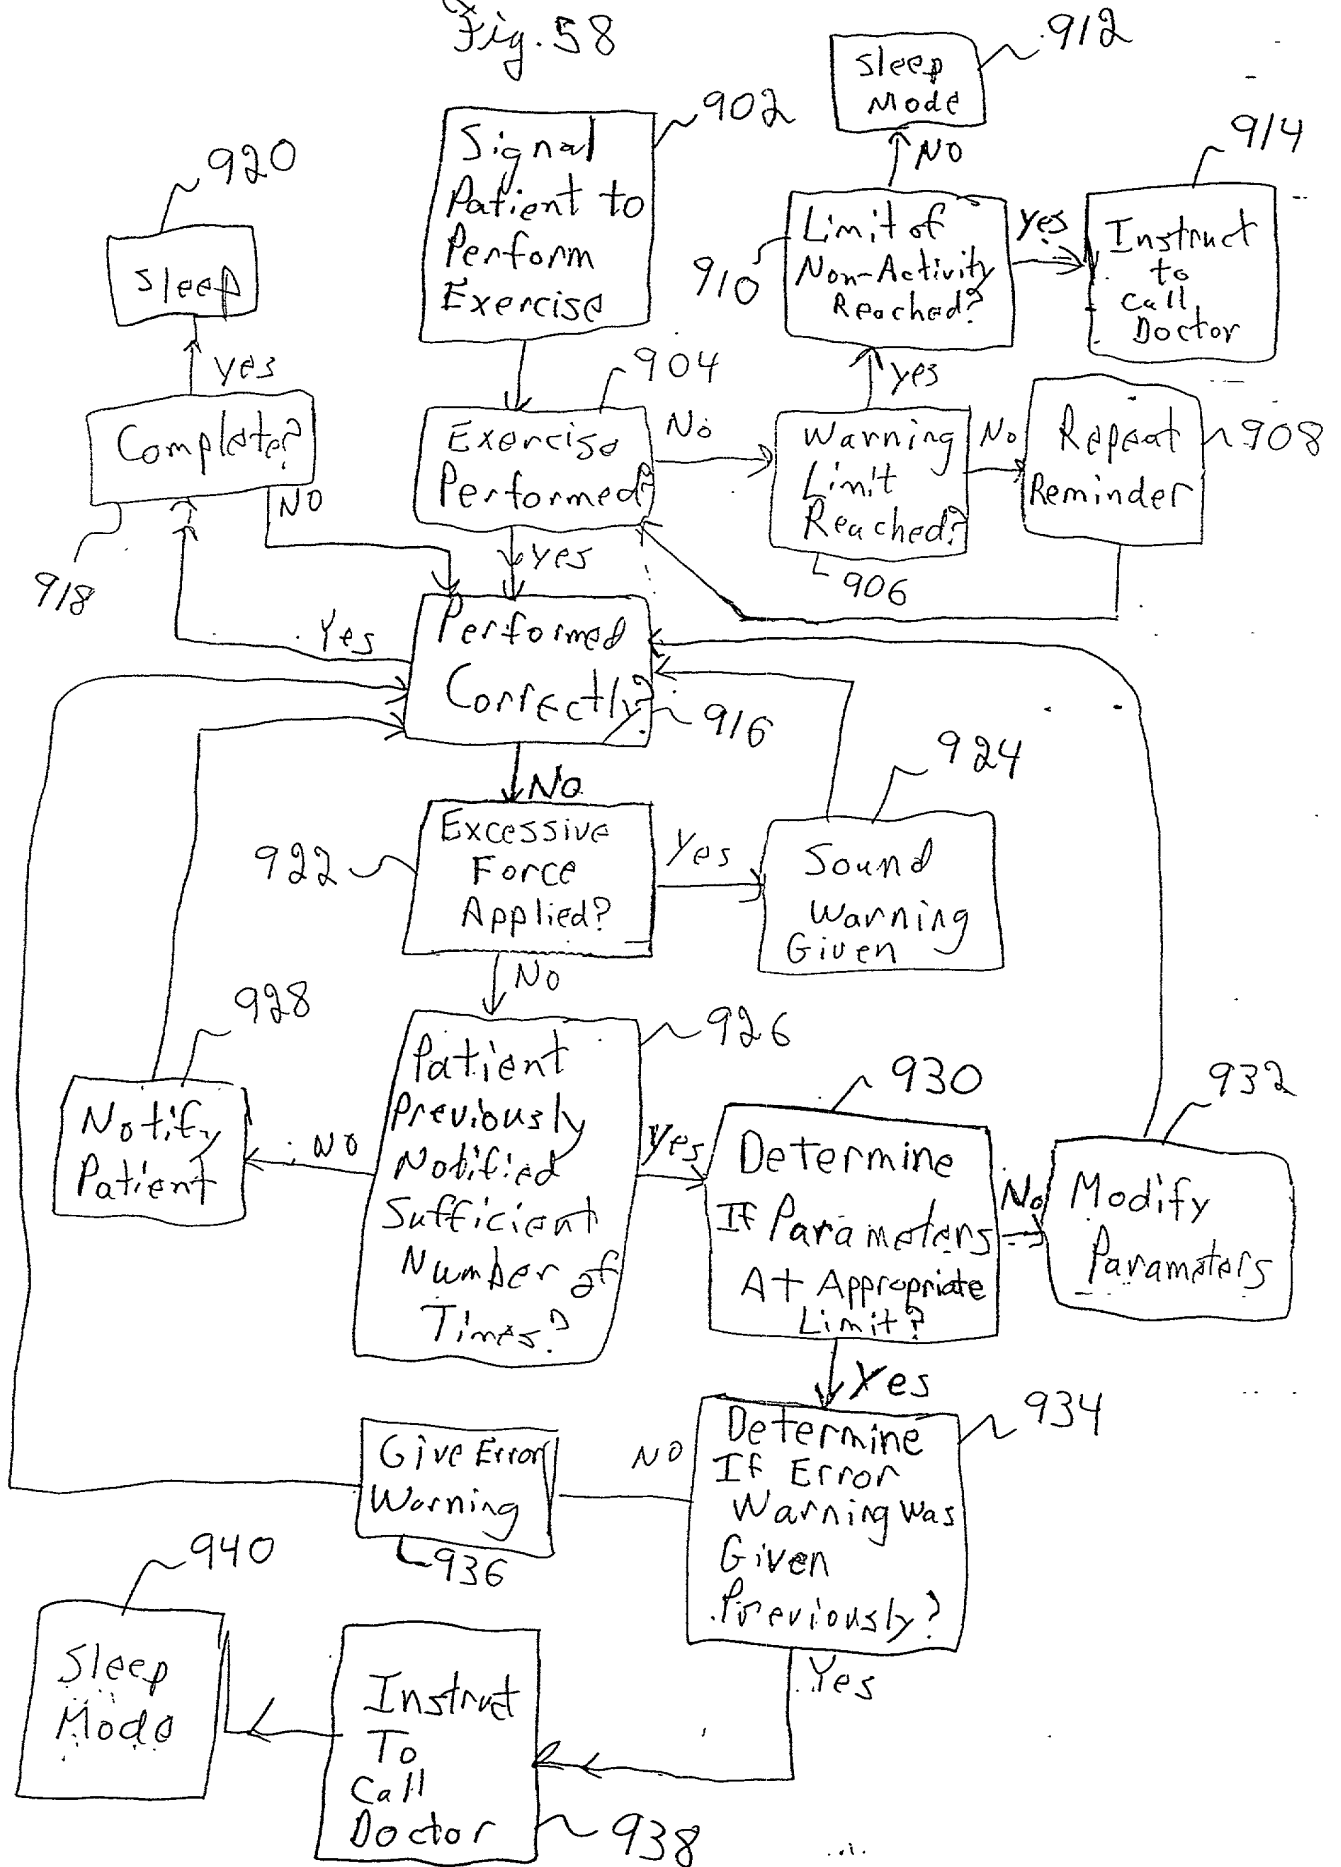 Fig. 58
912
Sleep
Mode
902
Signal
Patient to
Perform
Exercise
914
NO
920
Sleep
910
Limit of
Non-Activity
Reached?
yes
Instruct
to
Call
Doctor
yes
904
yes
Complete?
NO
918
Exercise
Performed?
No
Warning
Limit
Reached?
906
No
Repeat
Reminder
908
yes
Yes
Performed
Correctly?
916
No
924
922
Excessive
Force
Applied?
Yes
Sound
Warning
Given
No
928
926
Notify
Patient
NO
Patient
Previously
Notified
Sufficient
Number of
Times?
Yes
930
Determine
If Parameters
At Appropriate
Limit?
No
932
Modify
Parameters
Yes
934
Give Error
Warning
936
NO
Determine
If Error
Warning was
Given
Previously?
940
Sleep
Mode
Yes
Instruct
To
Call
Doctor
938